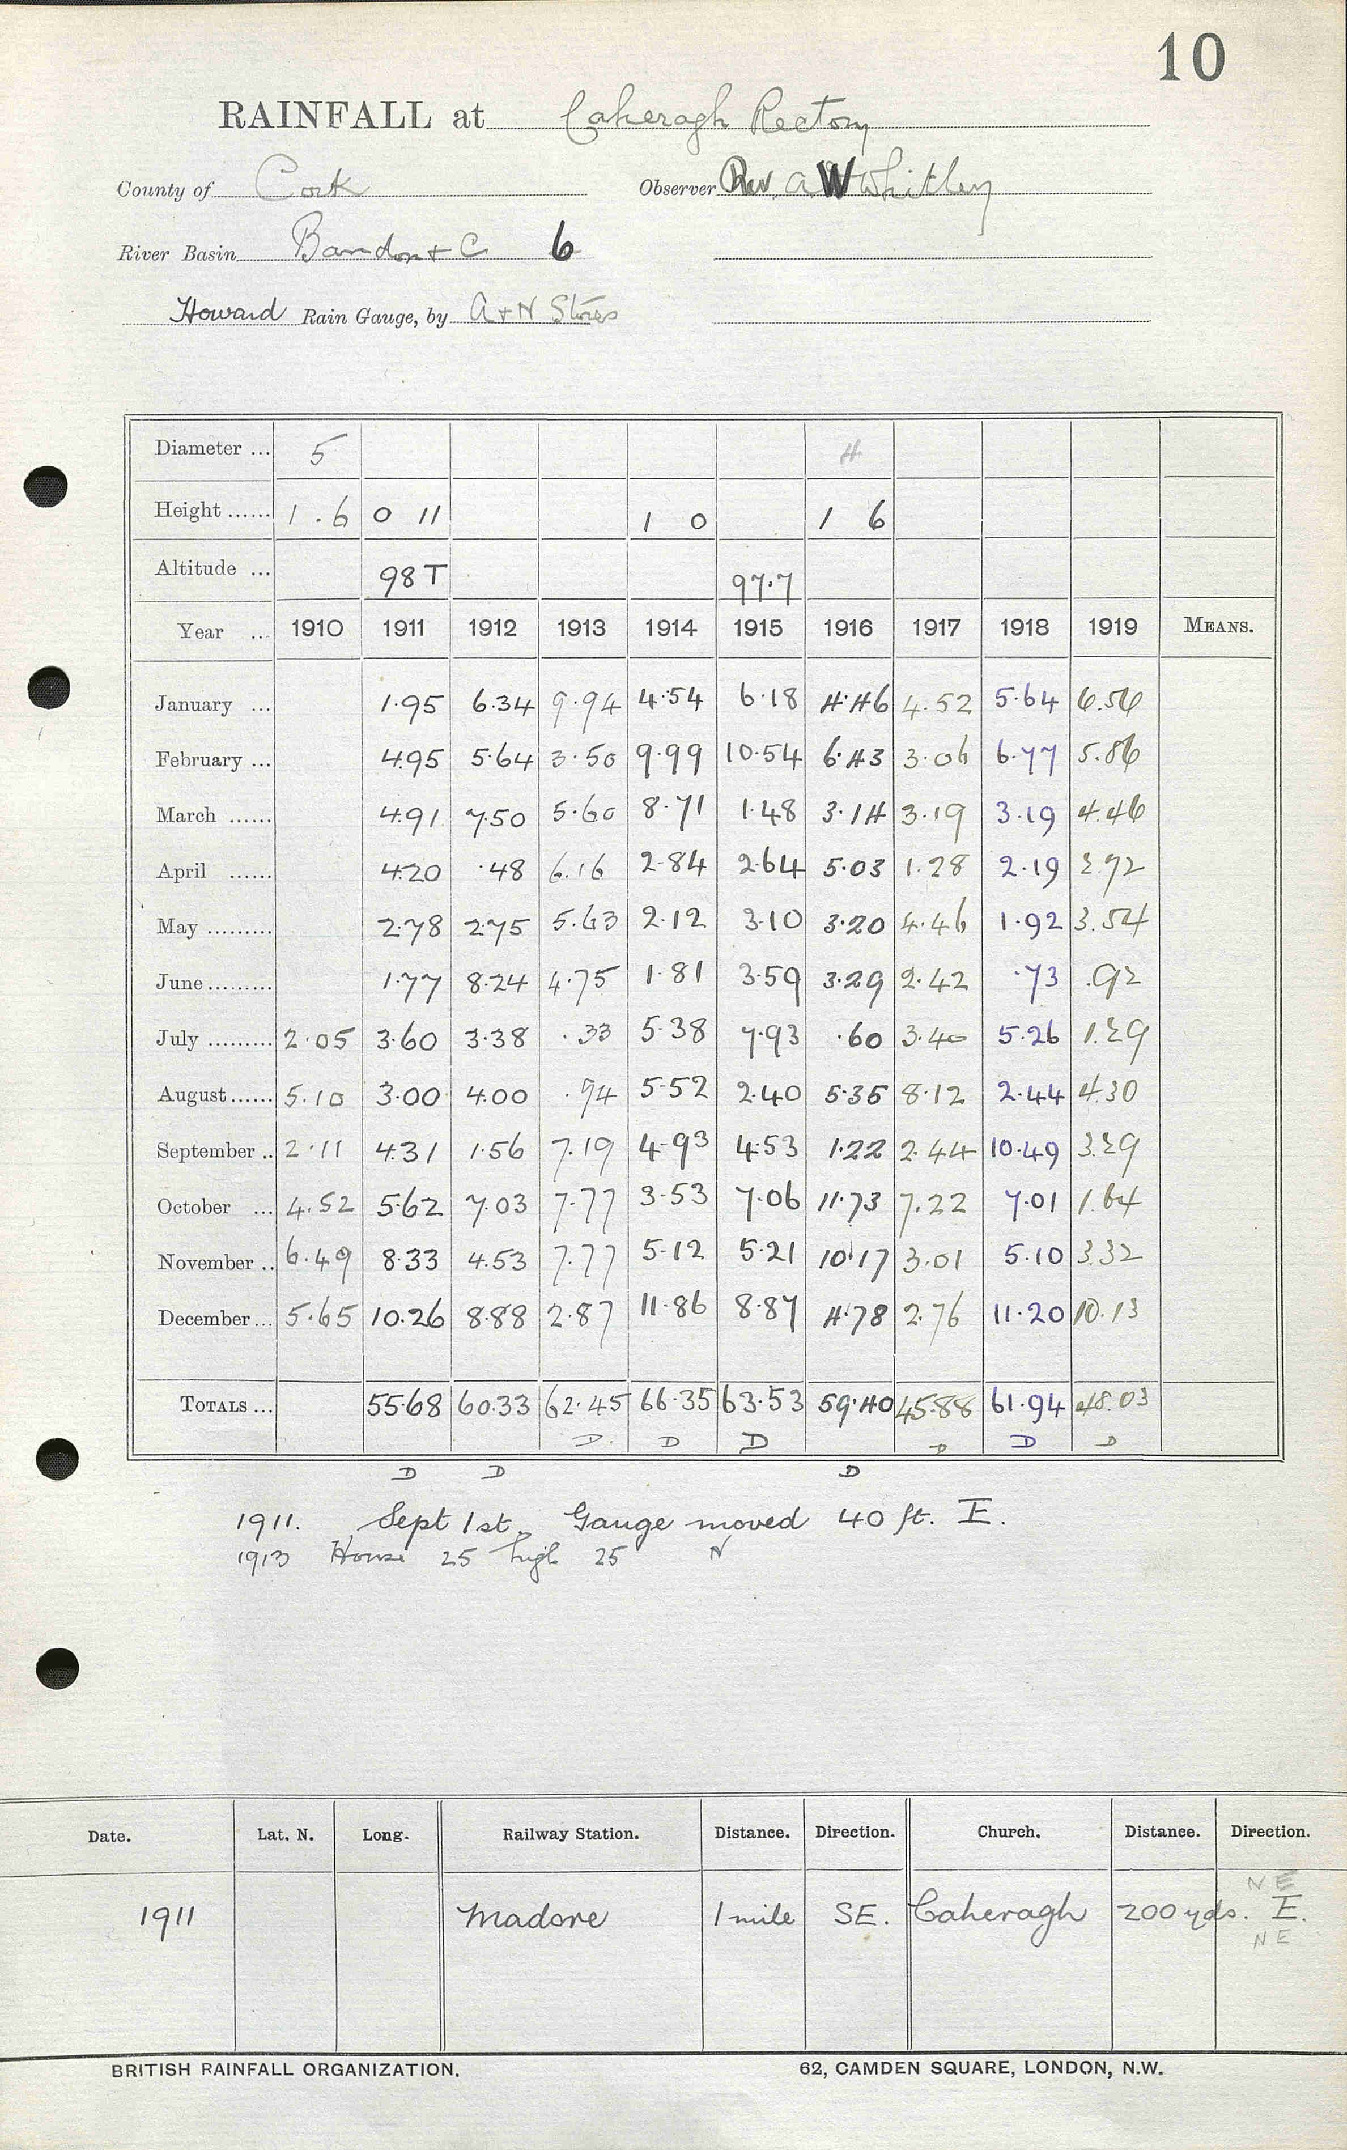 10
RAINFALL at Caheragh Rectory
County of Cork Observer Rev. A W Whitley
River Basin Bandon + C 6
Howard Rain Gauge, by A + N Stores
Diameter ... 5 4
Height ...... 1 . 6 0 11 1 0 1 6
Altitude ... 98 T 97.7
Year ... 1910 1911 1912 1913 1914 1915 1916 1917 1918 1919 MEANS.
January ... 1.95 6.34 9.94 4.54 6.18 4.46 4.52 5.64 6.56
February ... 4.95 5.64 3.50 9.99 10.54 6.43 3.06 6.77 5.86
March ...... 4.91 7.50 5.60 8.71 1.48 3.14 3.19 3.19 4.46
April ...... 4.20 .48 6.16 2.84 2.64 5.03 1.28 2.19 2.72
May ......... 2.78 2.75 5.63 2.12 3.10 3.20 4.46 1.92 3.54
June ......... 1.77 8.24 4.75 1.81 3.59 3.29 2.42 .73 .92
July ......... 2.05 3.60 3.38 .33 5.38 7.93 .60 3.40 5.26 1.29
August ...... 5.10 3.00 4.00 .94 5.52 2.40 5.35 8.12 2.44 4.30
September .. 2.11 4.31 1.56 7.19 4.93 4.53 1.22 2.44 10.49 3.29
October ... 4.52 5.62 7.03 7.77 3.53 7.06 11.73 7.22 7.01 1.64
November .. 6.49 8.33 4.53 7.77 5.12 5.21 10.17 3.01 5.10 3.32
December ... 5.65 10.26 8.88 2.87 11.86 8.87 4.78 2.76 11.20 10.13
TOTALS ... 55.68 60.33 62.45 66.35 63.53 59.40 45.88 61.94 48.03
D. D D D D D
D D D
1911. Sept 1st. Gauge moved 40 ft. E.
1913 House 25 high 25 N
Date. Lat. N. Long. Railway Station. Distance. Direction. Church. Distance. Direction.
N E
1911 Madore 1 mile SE. Caheragh 200 yds. E.
N E
BRITISH RAINFALL ORGANIZATION. 62, CAMDEN SQUARE, LONDON, N.W.